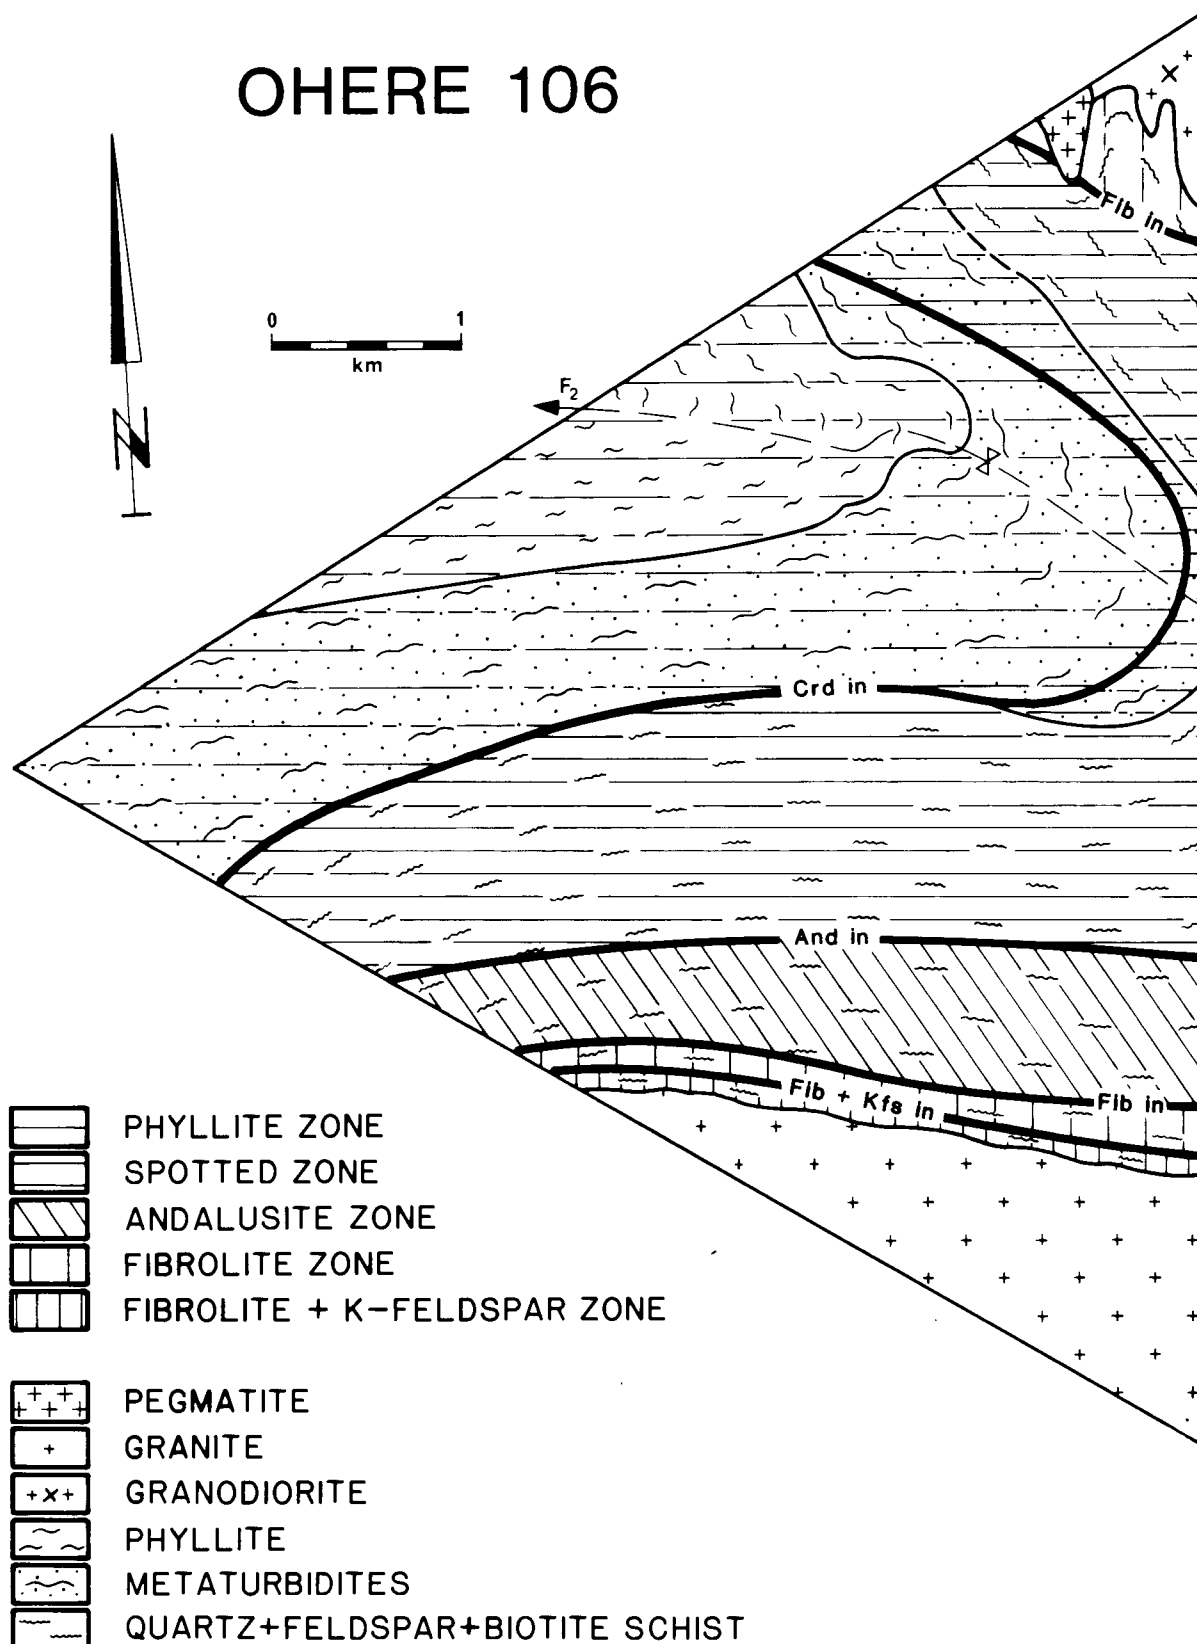 OHERE 106
Fib in
0 1
km
F2
N
Crd in
And in
Fib + Kfs in
Fib in
PHYLLITE ZONE
SPOTTED ZONE
ANDALUSITE ZONE
FIBROLITE ZONE
FIBROLITE + K-FELDSPAR ZONE
PEGMATITE
GRANITE
GRANODIORITE
PHYLLITE
METATURBIDITES
QUARTZ+FELDSPAR+BIOTITE SCHIST